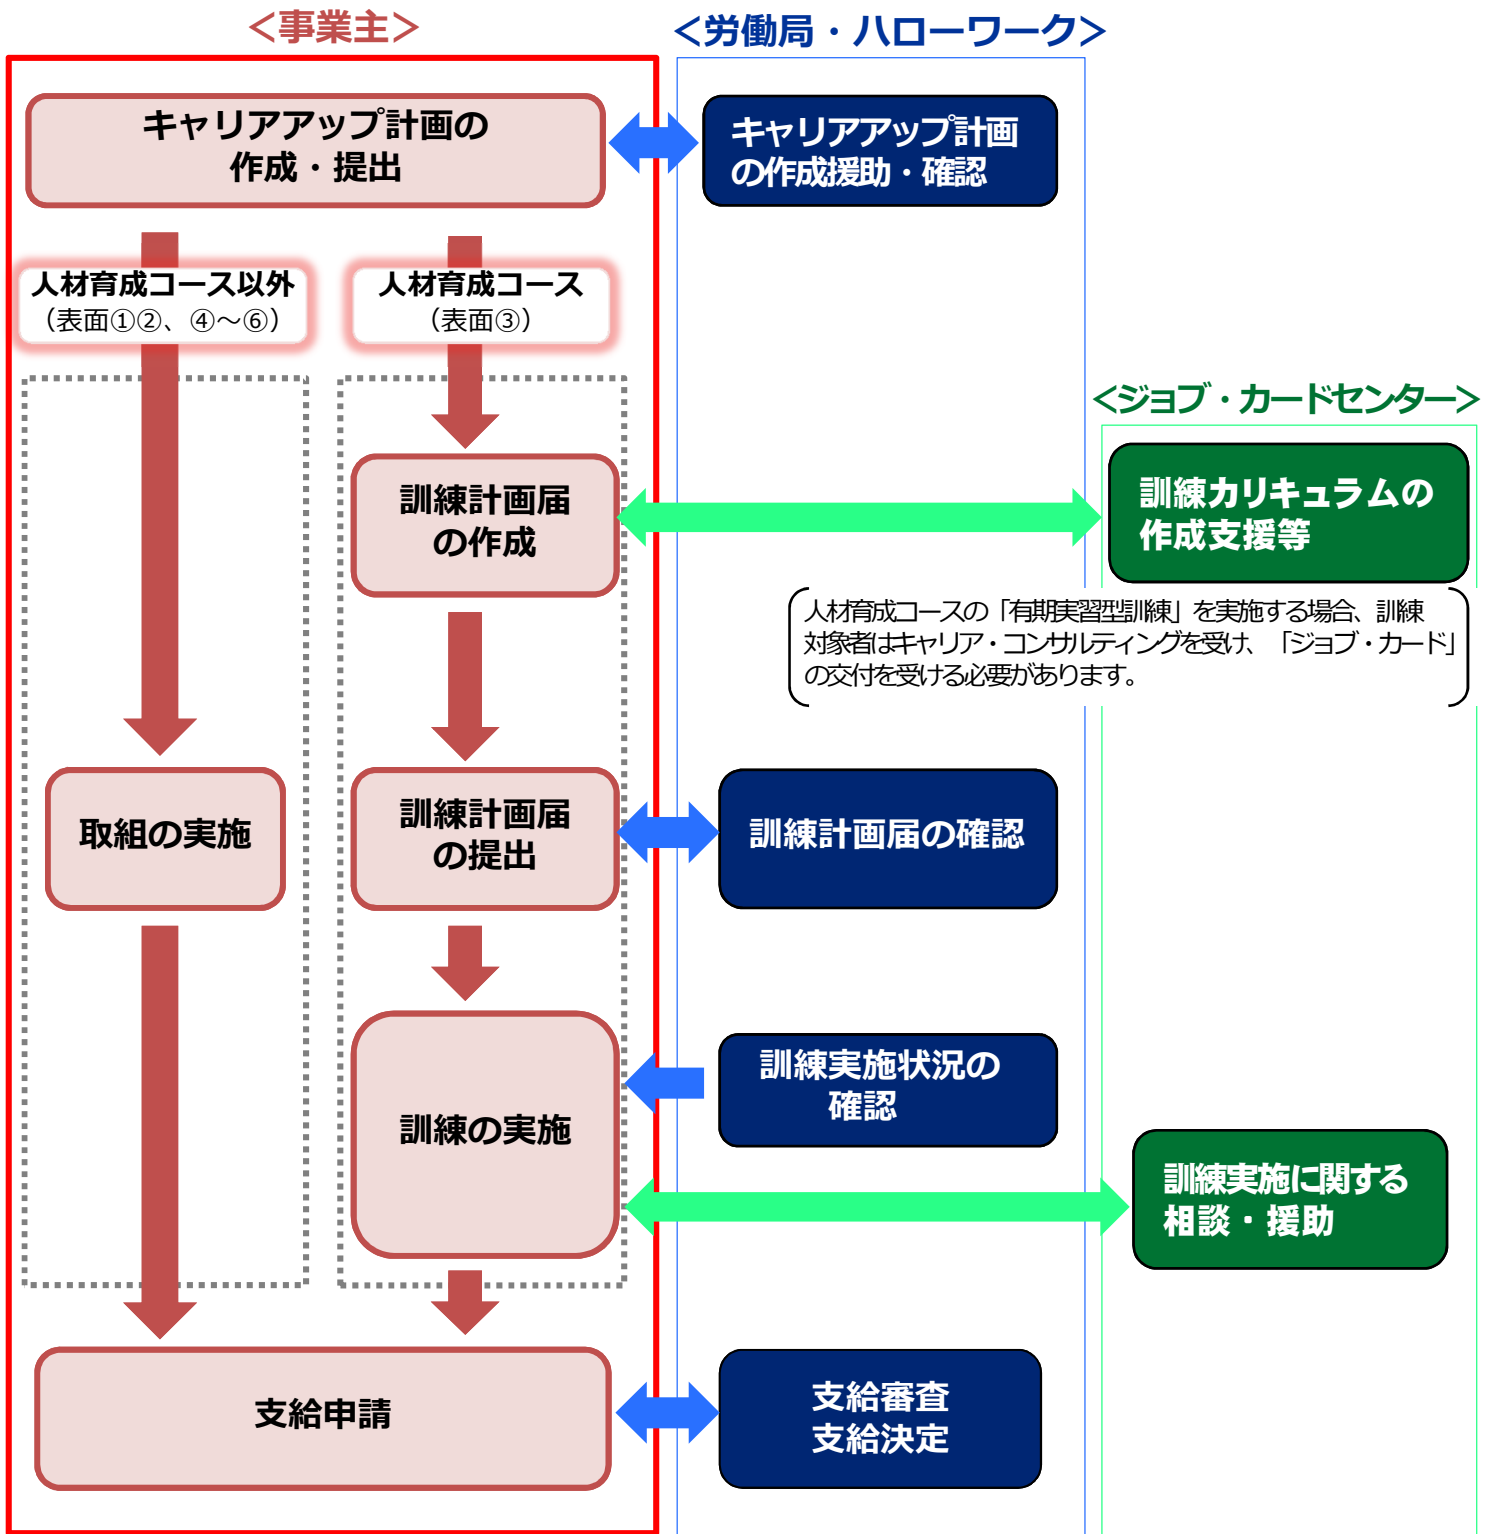 ＜事業主＞
＜労働局・ハローワーク＞
キャリアアップ計画の
作成・提出
キャリアアップ計画
の作成援助・確認
人材育成コース以外
（表面①②、④～⑥）
人材育成コース
（表面③）
＜ジョブ・カードセンター＞
訓練計画届
の作成
訓練カリキュラムの
作成支援等
人材育成コースの「有期実習型訓練」を実施する場合、訓練
対象者はキャリア・コンサルティングを受け、「ジョブ・カード」
の交付を受ける必要があります。
取組の実施
訓練計画届
の提出
訓練計画届の確認
訓練の実施
訓練実施状況の
確認
訓練実施に関する
相談・援助
支給申請
支給審査
支給決定